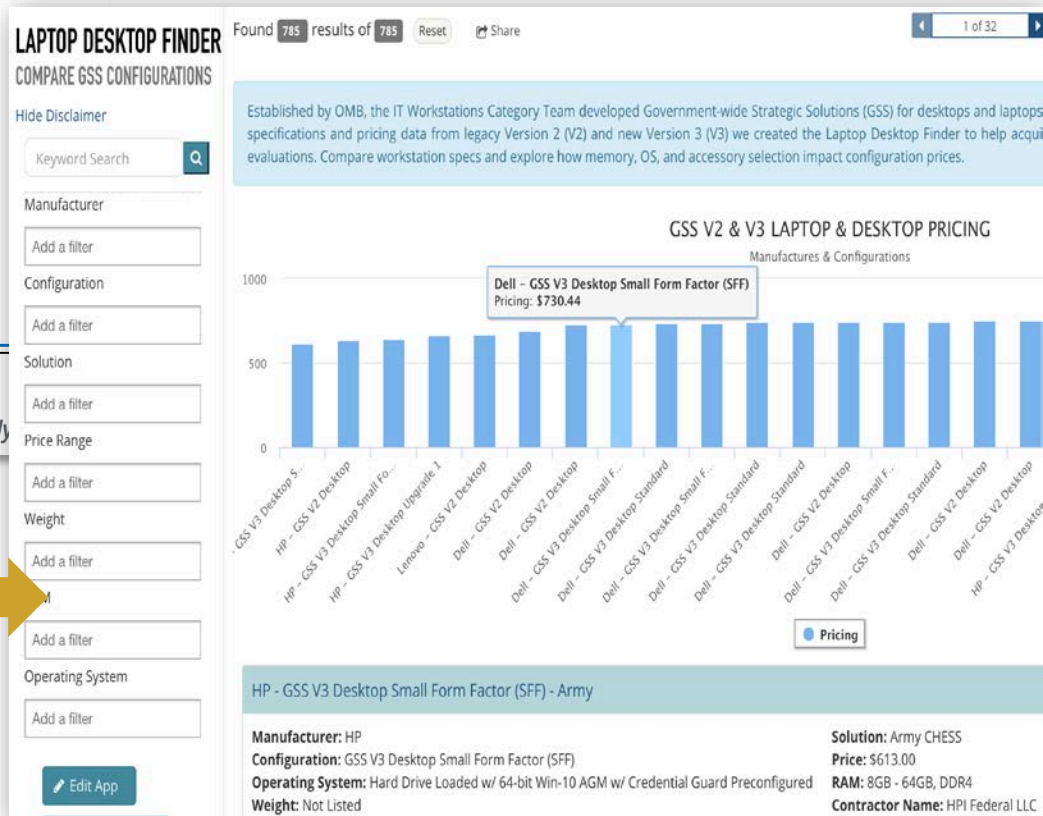 LAPTOP DESKTOP FINDER
COMPARE GSS CONFIGURATIONS
Hide Disclaimer
Keyword Search
Manufacturer
Add a filter
Configuration
Add a filter
Solution
Add a filter
Price Range
Add a filter
Weight
Add a filter
Add a filter
Operating System
Add a filter
Edit App
Found 785 results of 785 Reset Share
1 of 32
Established by OMB, the IT Workstations Category Team developed Government-wide Strategic Solutions (GSS) for desktops and laptops
specifications and pricing data from legacy Version 2 (V2) and new Version 3 (V3) we created the Laptop Desktop Finder to help acqui
evaluations. Compare workstation specs and explore how memory, OS, and accessory selection impact configuration prices.
GSS V2 & V3 LAPTOP & DESKTOP PRICING
Manufactures & Configurations
Dell – GSS V3 Desktop Small Form Factor (SFF)
Pricing: $730.44
1000
500
0
GSS V3 Desktop S...
HP – GSS V2 Desktop
HP – GSS V3 Desktop Small Fo...
HP – GSS V3 Desktop Upgrade 1
Lenovo – GSS V2 Desktop
Dell – GSS V2 Desktop
Dell – GSS V2 Desktop
Dell – GSS V3 Desktop Small F...
Dell – GSS V3 Desktop Standard
Dell – GSS V3 Desktop Small F...
Dell – GSS V3 Desktop Standard
Dell – GSS V3 Desktop Standard
Dell – GSS V2 Desktop
Dell – GSS V3 Desktop Small F...
Dell – GSS V3 Desktop Standard
Dell – GSS V2 Desktop
Dell – GSS V2 Desktop
HP – GSS V3 Desktop
Pricing
HP - GSS V3 Desktop Small Form Factor (SFF) - Army
Manufacturer: HP
Configuration: GSS V3 Desktop Small Form Factor (SFF)
Operating System: Hard Drive Loaded w/ 64-bit Win-10 AGM w/ Credential Guard Preconfigured
Weight: Not Listed
Solution: Army CHESS
Price: $613.00
RAM: 8GB - 64GB, DDR4
Contractor Name: HPI Federal LLC